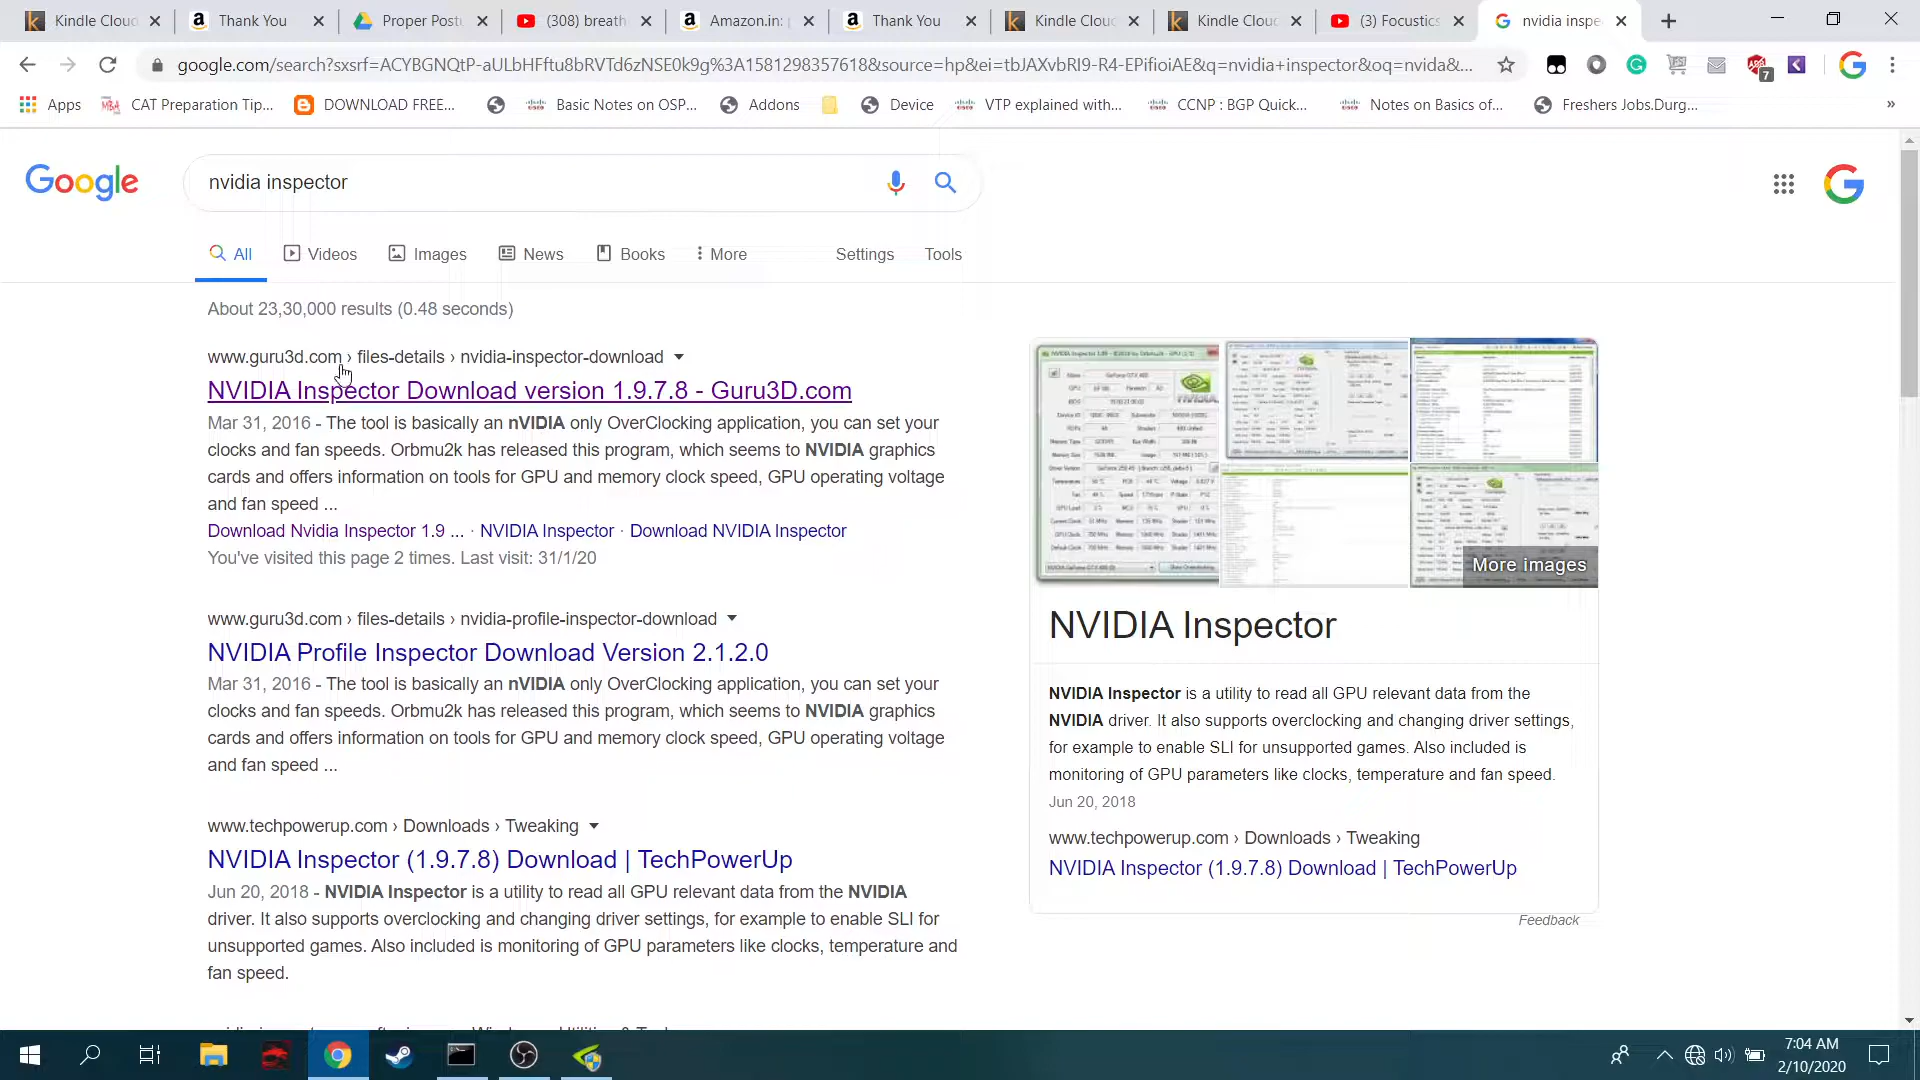 Kindle Cloud
Thank You
Proper Postu
(308) breath
Amazon.in: p
Thank You
Kindle Cloud
Kindle Cloud
(3) Focustics
nvidia inspe
google.com/search?sxsrf=ACYBGNQtP-aULbHFftu8bRVTd6zNSE0k9g%3A1581298357618&source=hp&ei=tbJAXvbRI9-R4-EPifioiAE&q=nvidia+inspector&oq=nvida&...
7
Apps
CAT Preparation Tip...
DOWNLOAD FREE...
Basic Notes on OSP...
Addons
Device
VTP explained with...
CCNP : BGP Quick...
Notes on Basics of...
Freshers Jobs.Durg...
»
Google
nvidia inspector
All
Videos
Images
News
Books
More
Settings
Tools
About 23,30,000 results (0.48 seconds)
www.guru3d.com › files-details › nvidia-inspector-download
NVIDIA Inspector Download version 1.9.7.8 - Guru3D.com
Mar 31, 2016 - The tool is basically an nVIDIA only OverClocking application, you can set your
clocks and fan speeds. Orbmu2k has released this program, which seems to NVIDIA graphics
cards and offers information on tools for GPU and memory clock speed, GPU operating voltage
and fan speed ...
Download Nvidia Inspector 1.9 ... · NVIDIA Inspector · Download NVIDIA Inspector
You've visited this page 2 times. Last visit: 31/1/20
www.guru3d.com › files-details › nvidia-profile-inspector-download
NVIDIA Profile Inspector Download Version 2.1.2.0
Mar 31, 2016 - The tool is basically an nVIDIA only OverClocking application, you can set your
clocks and fan speeds. Orbmu2k has released this program, which seems to NVIDIA graphics
cards and offers information on tools for GPU and memory clock speed, GPU operating voltage
and fan speed ...
www.techpowerup.com › Downloads › Tweaking
NVIDIA Inspector (1.9.7.8) Download | TechPowerUp
Jun 20, 2018 - NVIDIA Inspector is a utility to read all GPU relevant data from the NVIDIA
driver. It also supports overclocking and changing driver settings, for example to enable SLI for
unsupported games. Also included is monitoring of GPU parameters like clocks, temperature and
fan speed.
More images
NVIDIA Inspector
NVIDIA Inspector is a utility to read all GPU relevant data from the
NVIDIA driver. It also supports overclocking and changing driver settings,
for example to enable SLI for unsupported games. Also included is
monitoring of GPU parameters like clocks, temperature and fan speed.
Jun 20, 2018
www.techpowerup.com › Downloads › Tweaking
NVIDIA Inspector (1.9.7.8) Download | TechPowerUp
Feedback
7:04 AM
2/10/2020